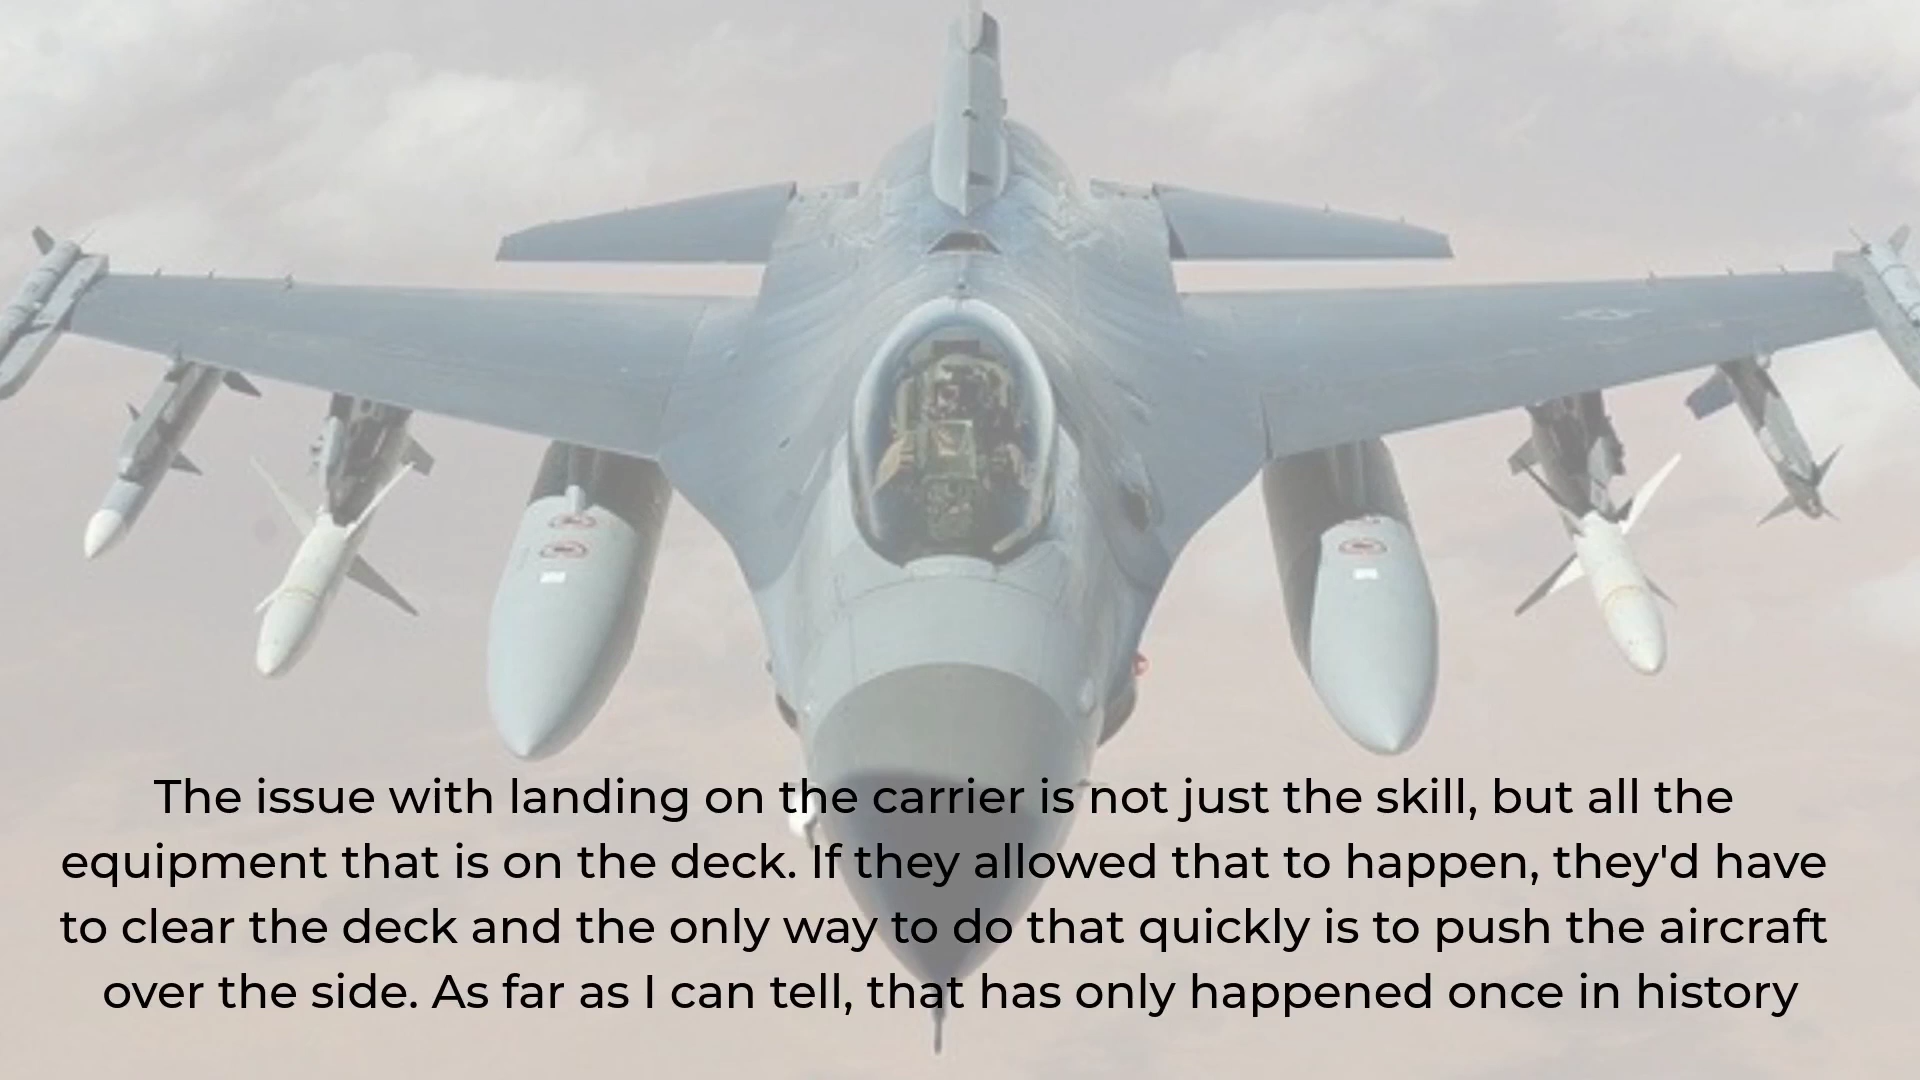 The issue with landing on the carrier is not just the skill, but all the
equipment that is on the deck. If they allowed that to happen, they'd have
to clear the deck and the only way to do that quickly is to push the aircraft
over the side. As far as I can tell, that has only happened once in history